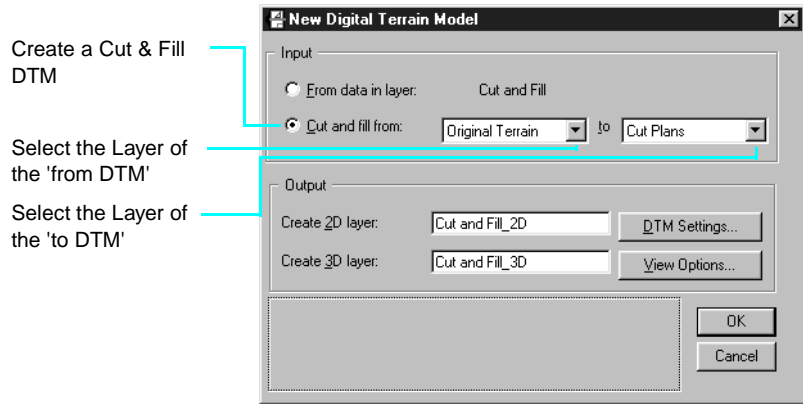 New Digital Terrain Model
Create a Cut & Fill
DTM
Select the Layer of
the 'from DTM'
Select the Layer of
the 'to DTM'
Input
From data in layer: Cut and Fill
Cut and fill from: Original Terrain to Cut Plans
Output
Create 2D layer: Cut and Fill_2D DTM Settings...
Create 3D layer: Cut and Fill_3D View Options...
OK
Cancel